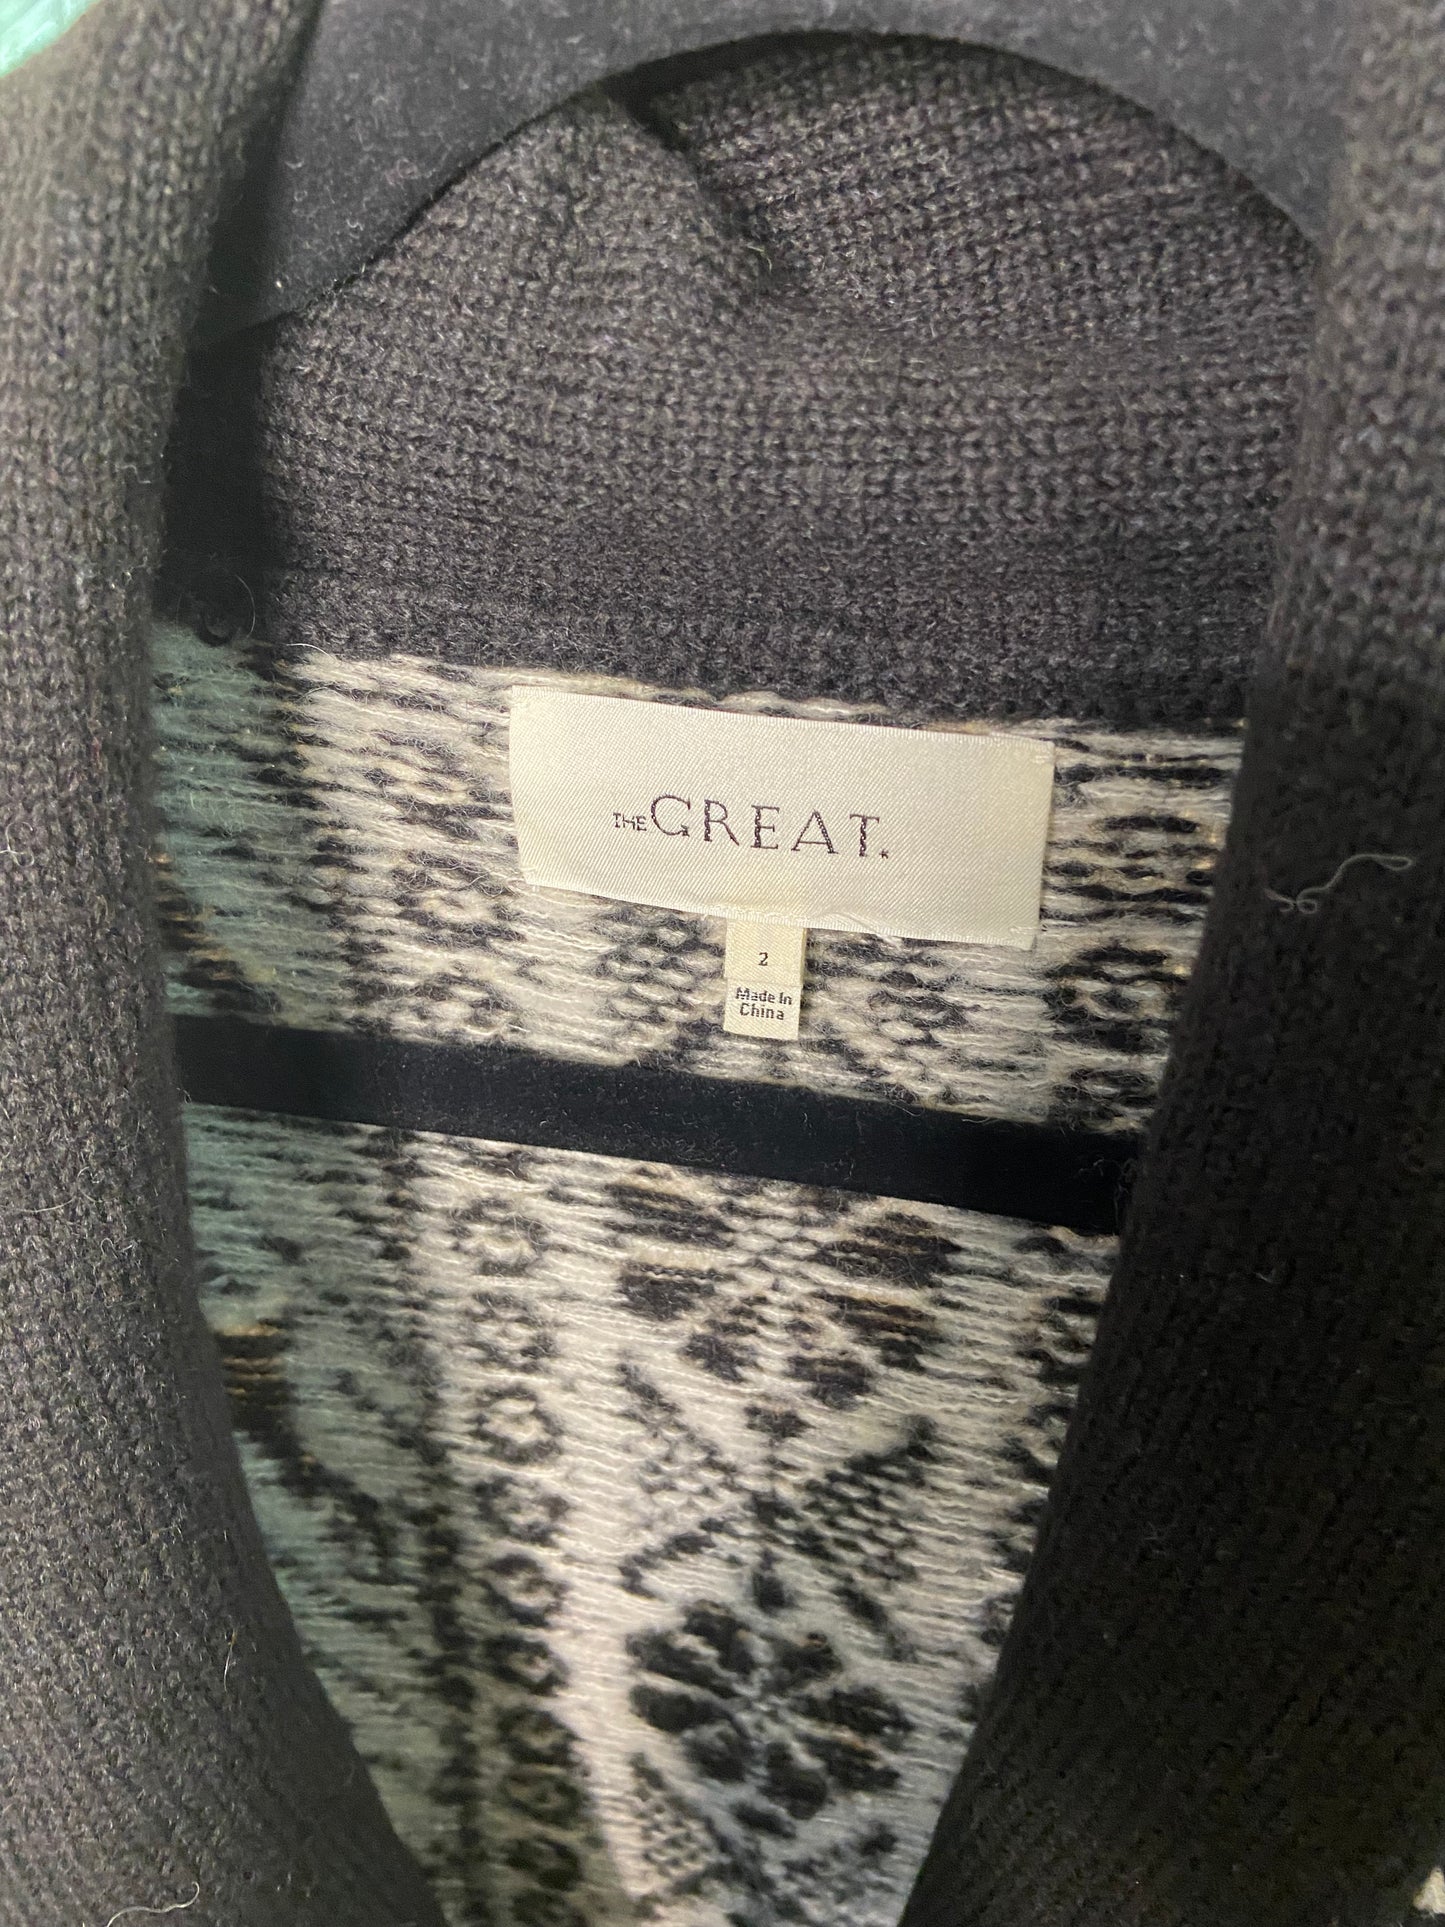 THE GREAT.
2
Made In
China